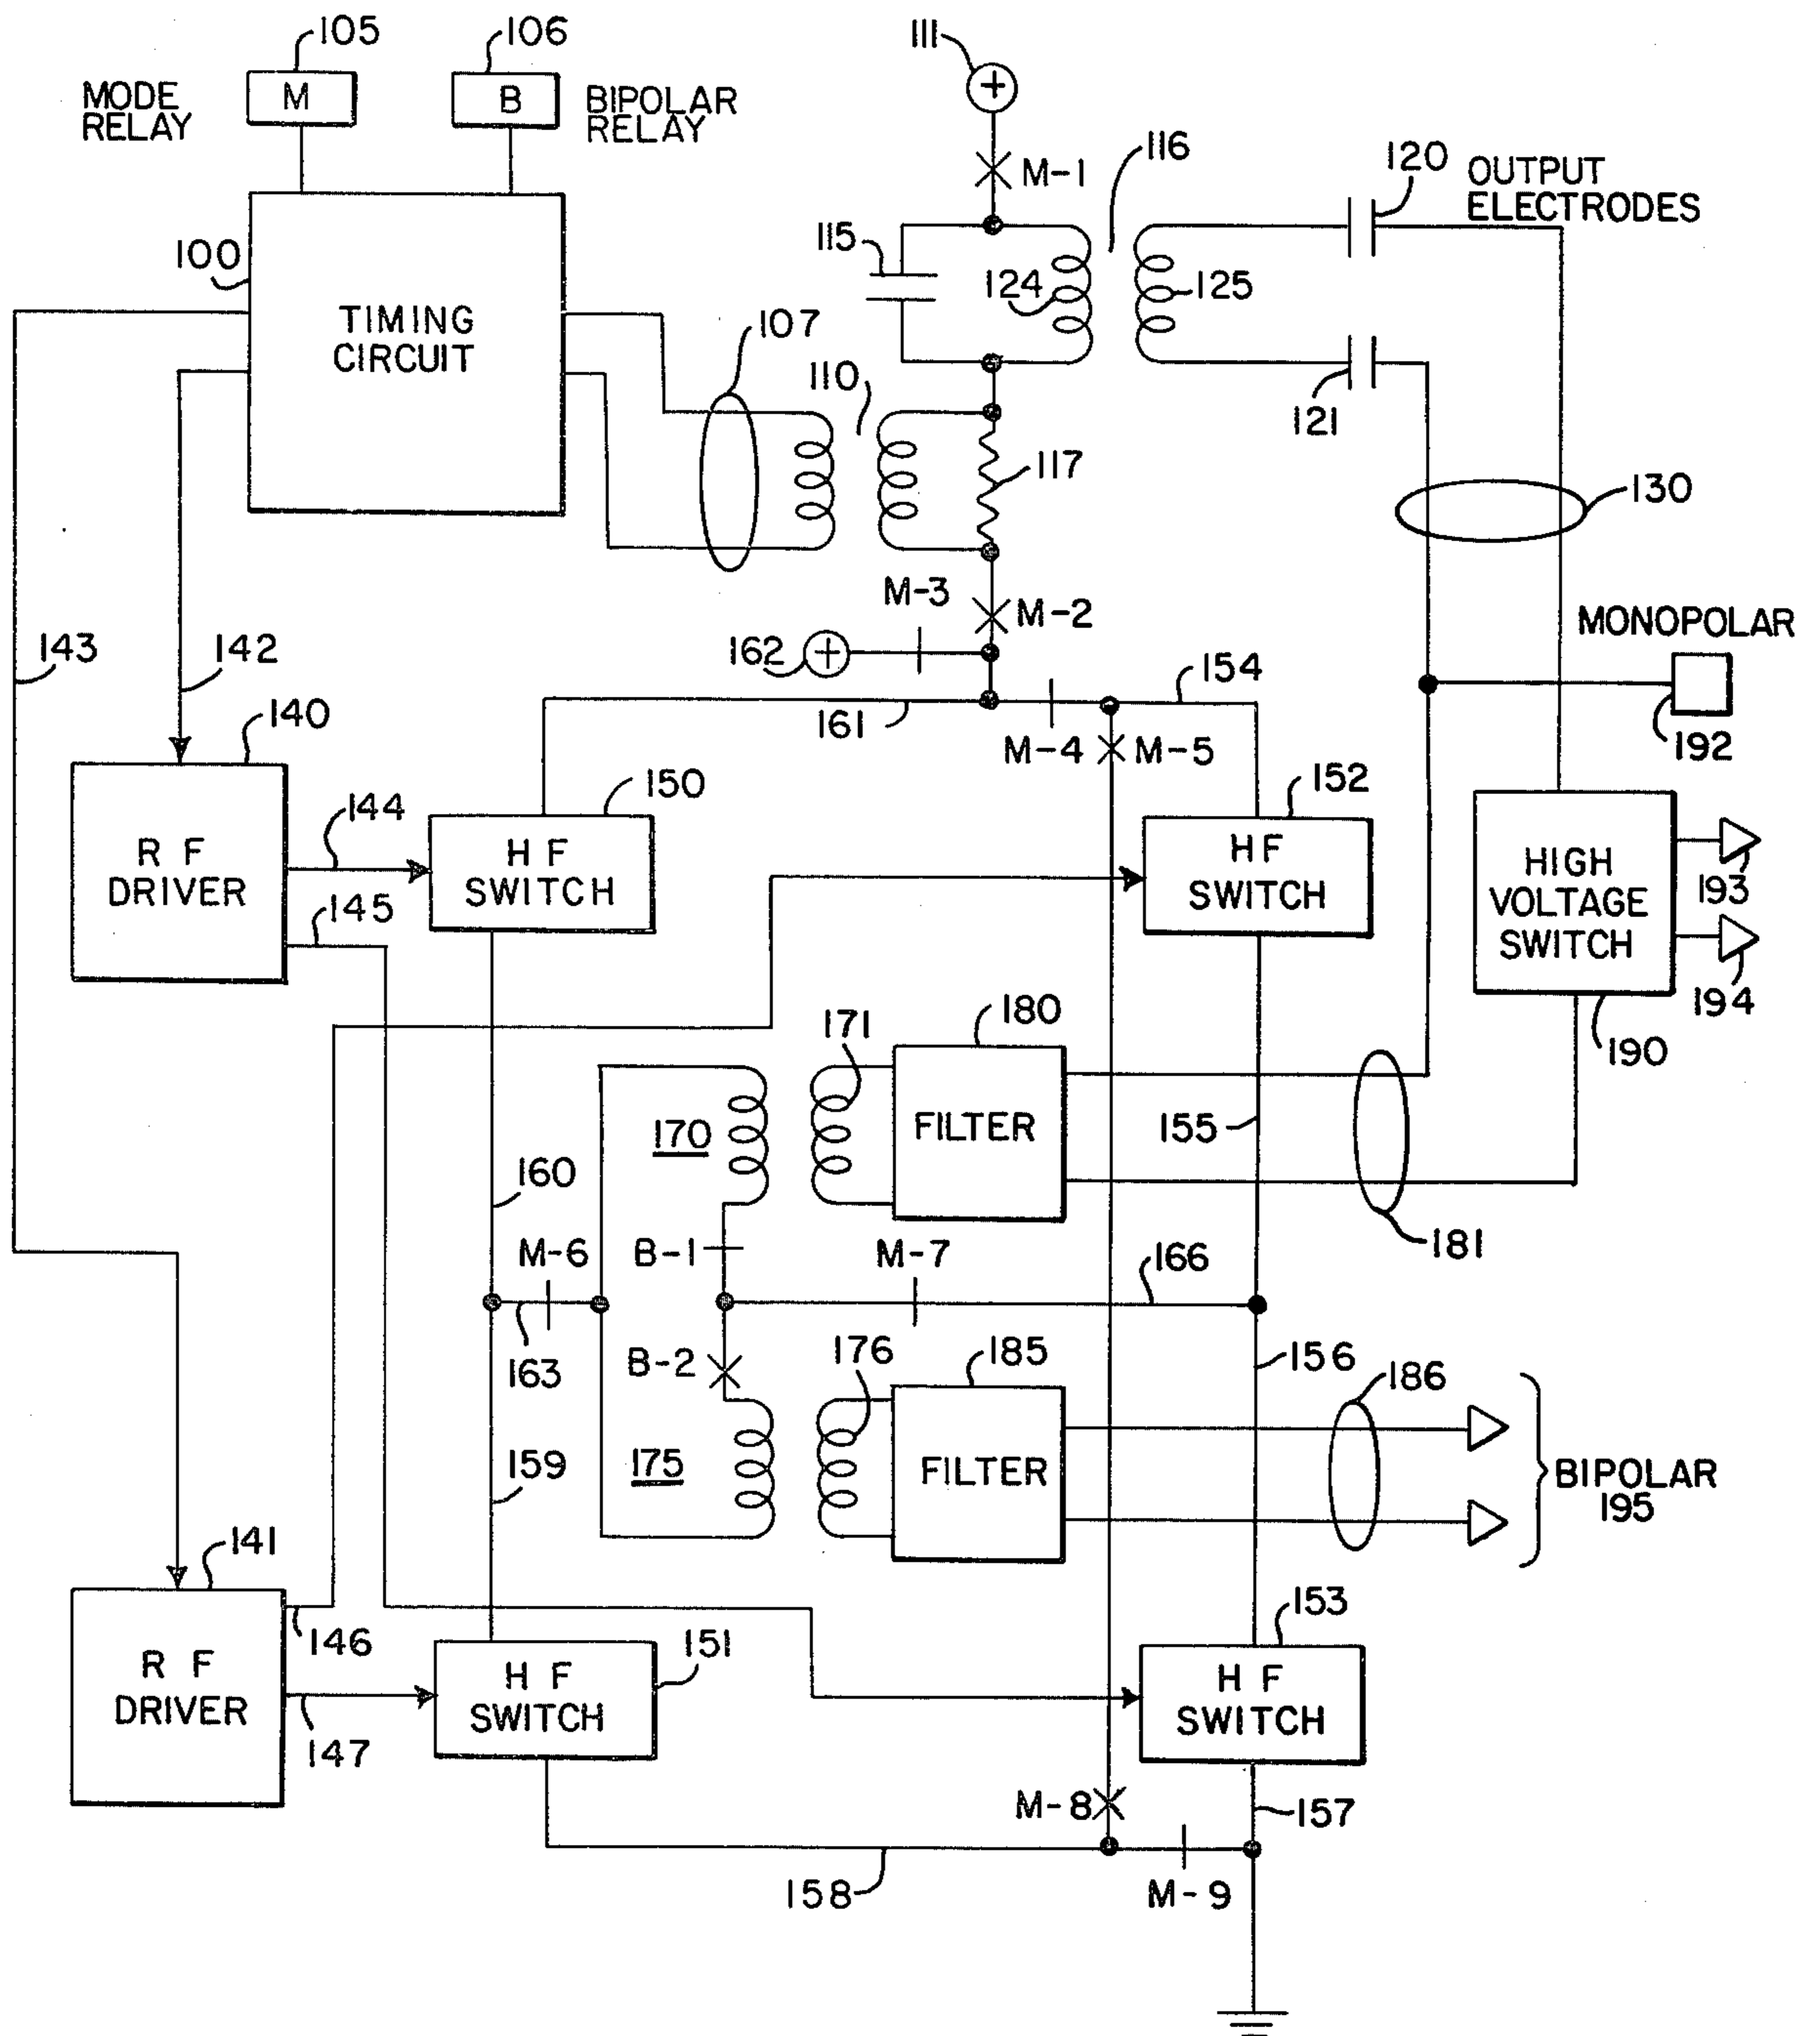 105
106
111
MODE
RELAY
M
B
BIPOLAR
RELAY
M-1
116
120
OUTPUT
ELECTRODES
100
115
124
125
TIMING
CIRCUIT
107
110
121
117
130
M-3
M-2
MONOPOLAR
143
142
162
+
+
154
161
M-4
M-5
192
140
150
152
144
R F
DRIVER
H F
SWITCH
HF
SWITCH
HIGH
VOLTAGE
SWITCH
193
145
194
171
180
190
170
FILTER
155
160
181
M-6
B-1
M-7
166
163
B-2
176
185
156
186
159
175
FILTER
BIPOLAR
195
141
153
146
151
R F
DRIVER
H F
SWITCH
H F
SWITCH
147
M-8
157
158
M-9